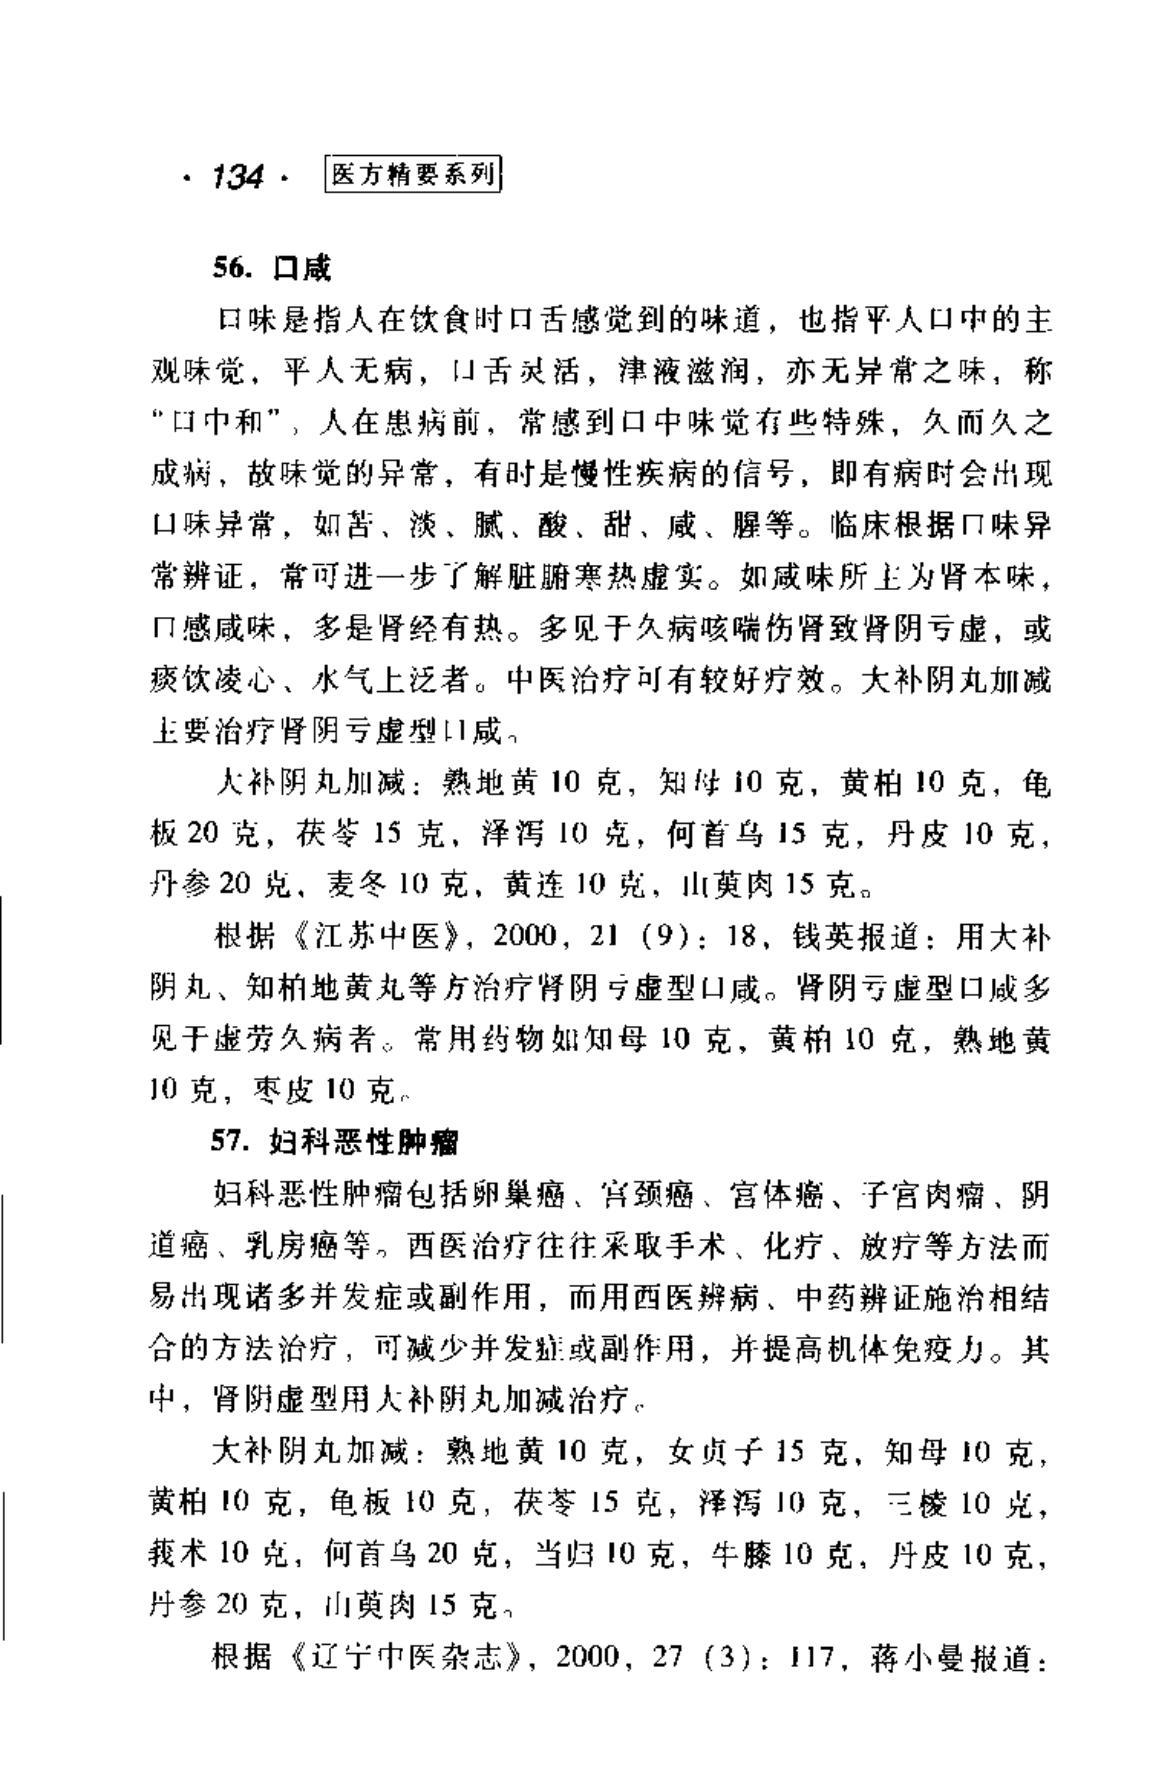 · 134 · 医方精要系列
56. 口咸
口味是指人在饮食时口舌感觉到的味道，也指平人口中的主
观味觉，平人无病，口舌灵活，津液滋润，亦无异常之味，称
“口中和”，人在患病前，常感到口中味觉有些特殊，久而久之
成病，故味觉的异常，有时是慢性疾病的信号，即有病时会出现
口味异常，如苦、淡、腻、酸、甜、咸、腥等。临床根据口味异
常辨证，常可进一步了解脏腑寒热虚实。如咸味所主为肾本味，
口感咸味，多是肾经有热。多见于久病咳喘伤肾致肾阴亏虚，或
痰饮凌心、水气上泛者。中医治疗可有较好疗效。大补阴丸加减
主要治疗肾阴亏虚型口咸。
大补阴丸加减：熟地黄 10 克，知母 10 克，黄柏 10 克，龟
板 20 克，茯苓 15 克，泽泻 10 克，何首乌 15 克，丹皮 10 克，
丹参 20 克，麦冬 10 克，黄连 10 克，山萸肉 15 克。
根据《江苏中医》，2000，21（9）：18，钱英报道：用大补
阴丸、知柏地黄丸等方治疗肾阴亏虚型口咸。肾阴亏虚型口咸多
见于虚劳久病者。常用药物如知母 10 克，黄柏 10 克，熟地黄
10 克，枣皮 10 克。
57. 妇科恶性肿瘤
妇科恶性肿瘤包括卵巢癌、宫颈癌、宫体癌、子宫肉瘤、阴
道癌、乳房癌等。西医治疗往往采取手术、化疗、放疗等方法而
易出现诸多并发症或副作用，而用西医辨病、中药辨证施治相结
合的方法治疗，可减少并发症或副作用，并提高机体免疫力。其
中，肾阴虚型用大补阴丸加减治疗。
大补阴丸加减：熟地黄 10 克，女贞子 15 克，知母 10 克，
黄柏 10 克，龟板 10 克，茯苓 15 克，泽泻 10 克，三棱 10 克，
莪术 10 克，何首乌 20 克，当归 10 克，牛膝 10 克，丹皮 10 克，
丹参 20 克，山萸肉 15 克。
根据《辽宁中医杂志》，2000，27（3）：117，蒋小曼报道：